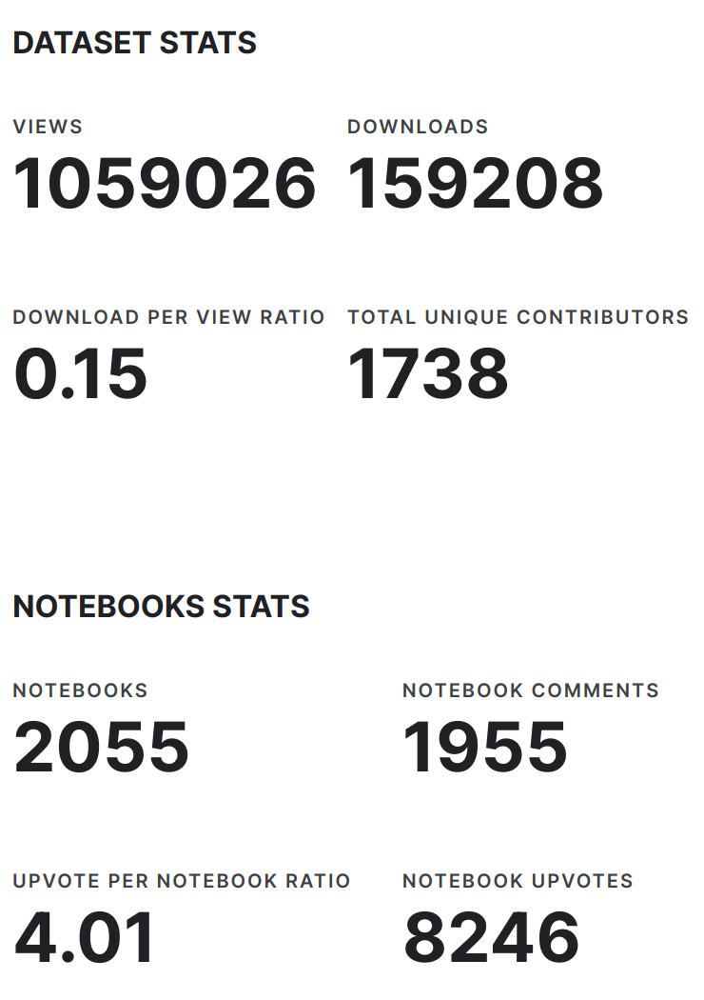 DATASET STATS
VIEWS DOWNLOADS
1059026 159208
DOWNLOAD PER VIEW RATIO TOTAL UNIQUE CONTRIBUTORS
0.15 1738
NOTEBOOKS STATS
NOTEBOOKS NOTEBOOK COMMENTS
2055 1955
UPVOTE PER NOTEBOOK RATIO NOTEBOOK UPVOTES
4.01 8246